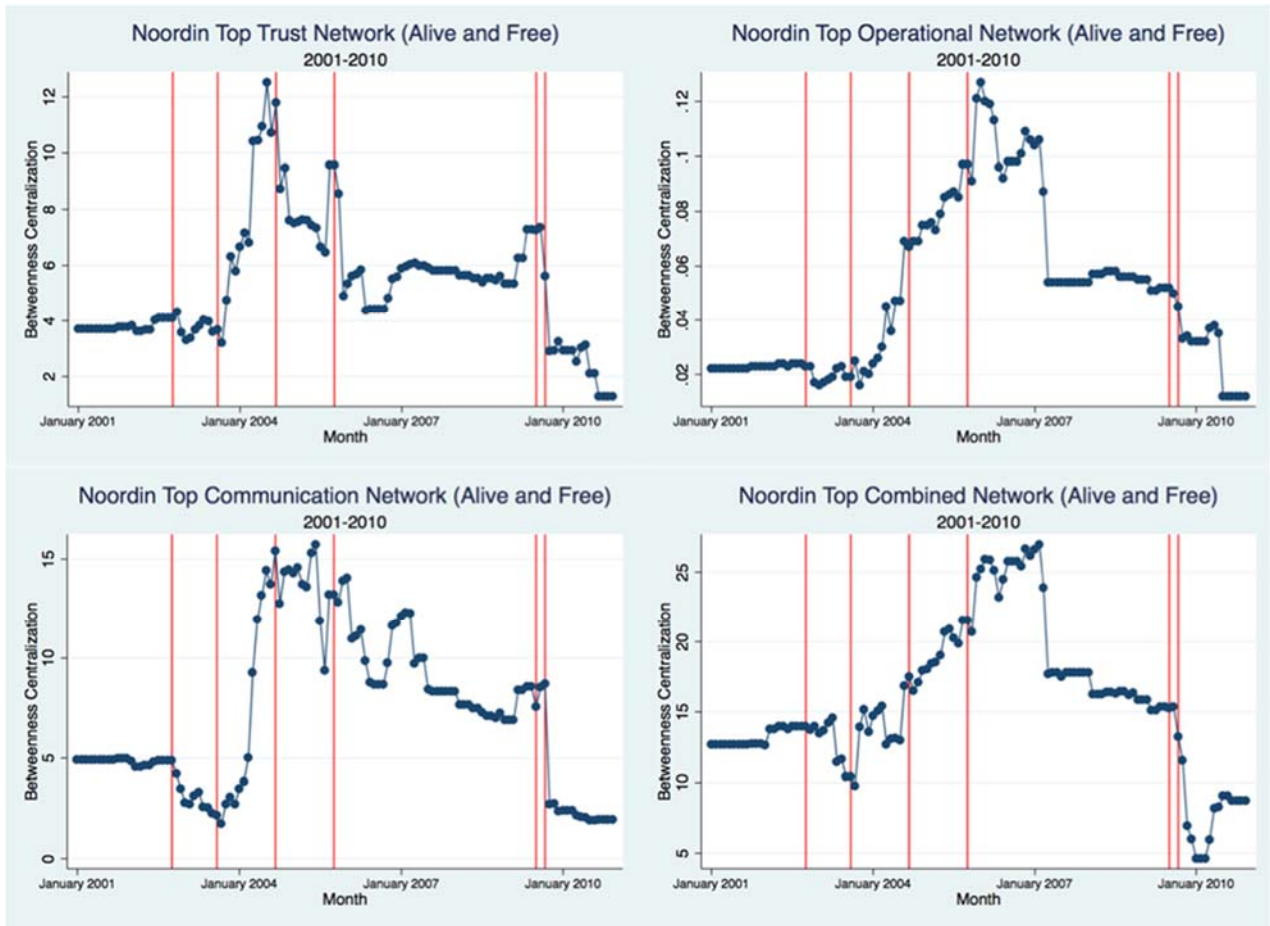 Noordin Top Trust Network (Alive and Free)
2001-2010
Betweenness Centralization
12
10
8
6
4
2
January 2001
January 2004
January 2007
January 2010
Month
Noordin Top Operational Network (Alive and Free)
2001-2010
Betweenness Centralization
.12
.1
.08
.06
.04
.02
January 2001
January 2004
January 2007
January 2010
Month
Noordin Top Communication Network (Alive and Free)
2001-2010
Betweenness Centralization
15
10
5
0
January 2001
January 2004
January 2007
January 2010
Month
Noordin Top Combined Network (Alive and Free)
2001-2010
Betweenness Centralization
25
20
15
10
5
January 2001
January 2004
January 2007
January 2010
Month